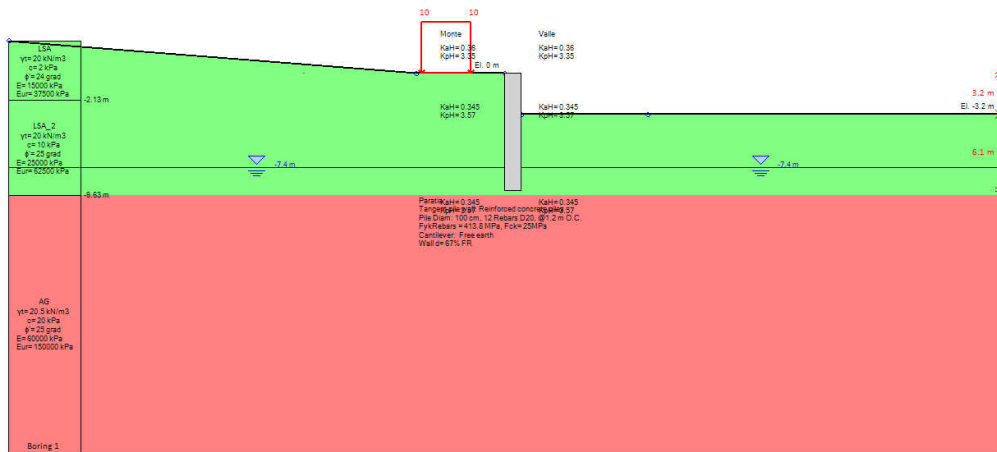 10 10
Monte Valle
KaH= 0.36 KaH= 0.36
KpH= 3.35 KpH= 3.35
El. 0 m
LSA
γt= 20 kN/m3
c= 2 kPa
ϕ= 24 grad
E= 15000 kPa
Eur= 37500 kPa
-2.13 m
3.2 m
El. -3.2 m
KaH= 0.345 KaH= 0.345
KpH= 3.57 KpH= 3.57
LSA_2
γt= 20 kN/m3
c= 10 kPa
ϕ= 25 grad
E= 25000 kPa
Eur= 62500 kPa
6.1 m
-7.4 m -7.4 m
-9.63 m
KaH= 0.345 KaH= 0.345
KpH= 3.57
Tangent pile wall: Reinforced concrete
Pile Diam: 100 cm, 12 Rebars D20, @1.2 m O.C.
FykRebars = 413.8 MPa, Fck= 25MPa
Cantilever: Free earth
Wall d= 67% FR
AG
γt= 20.5 kN/m3
c= 20 kPa
ϕ= 25 grad
E= 60000 kPa
Eur= 150000 kPa
Boring 1